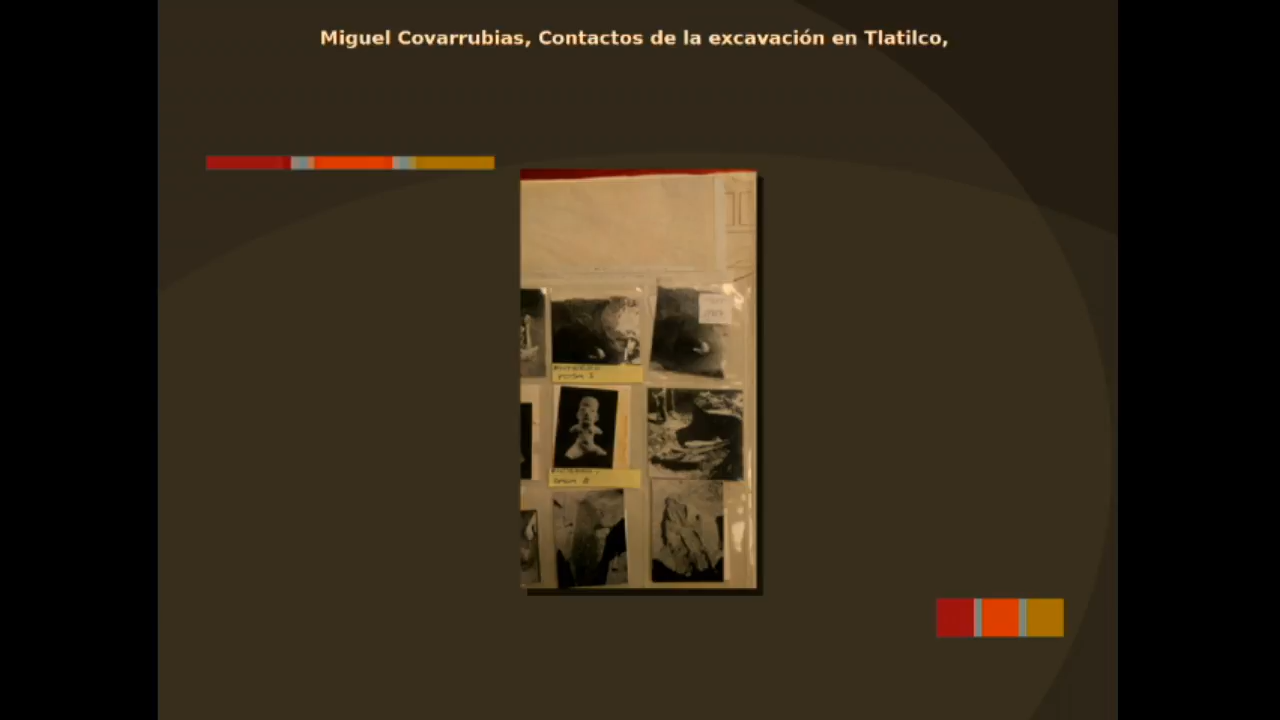 Miguel Covarrubias, Contactos de la excavación en Tlatilco,